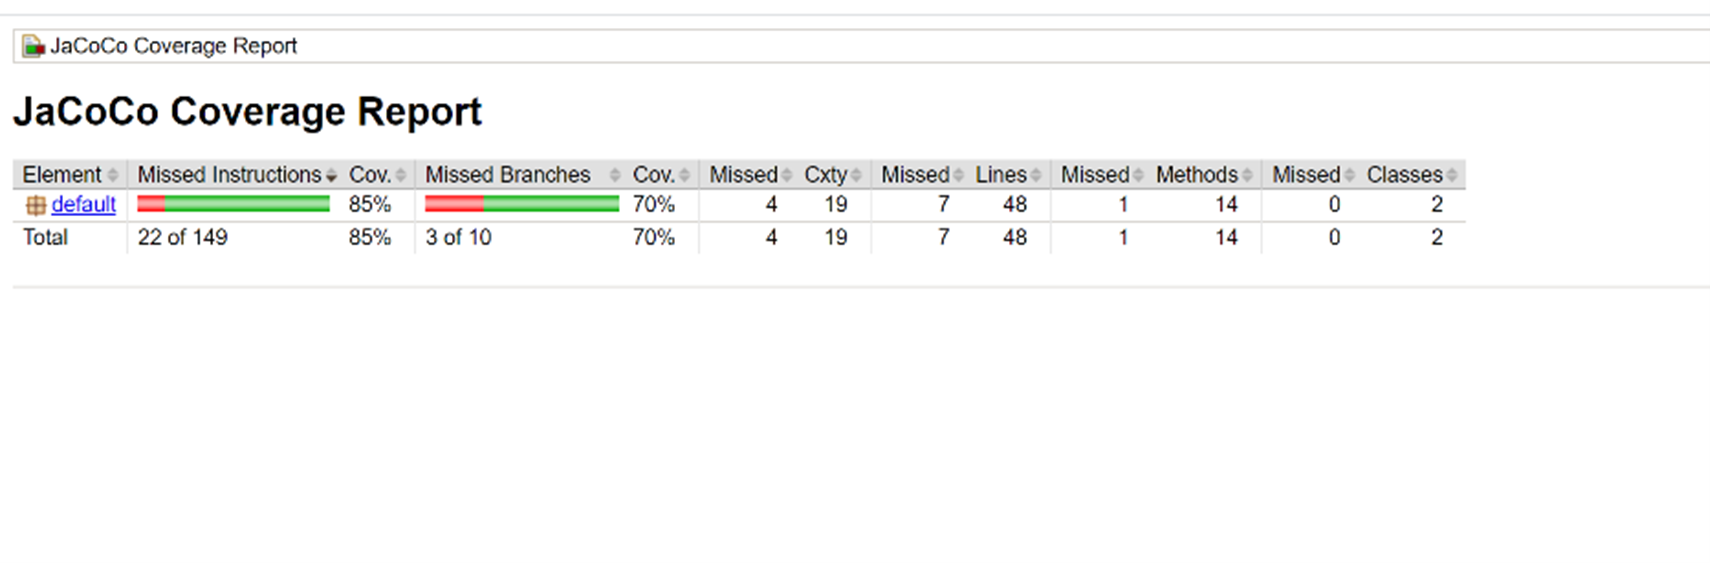 JaCoCo Coverage Report
JaCoCo Coverage Report
Element Missed Instructions Cov. Missed Branches Cov. Missed Cxty Missed Lines Missed Methods Missed Classes
default 85% 70% 4 19 7 48 1 14 0 2
Total 22 of 149 85% 3 of 10 70% 4 19 7 48 1 14 0 2